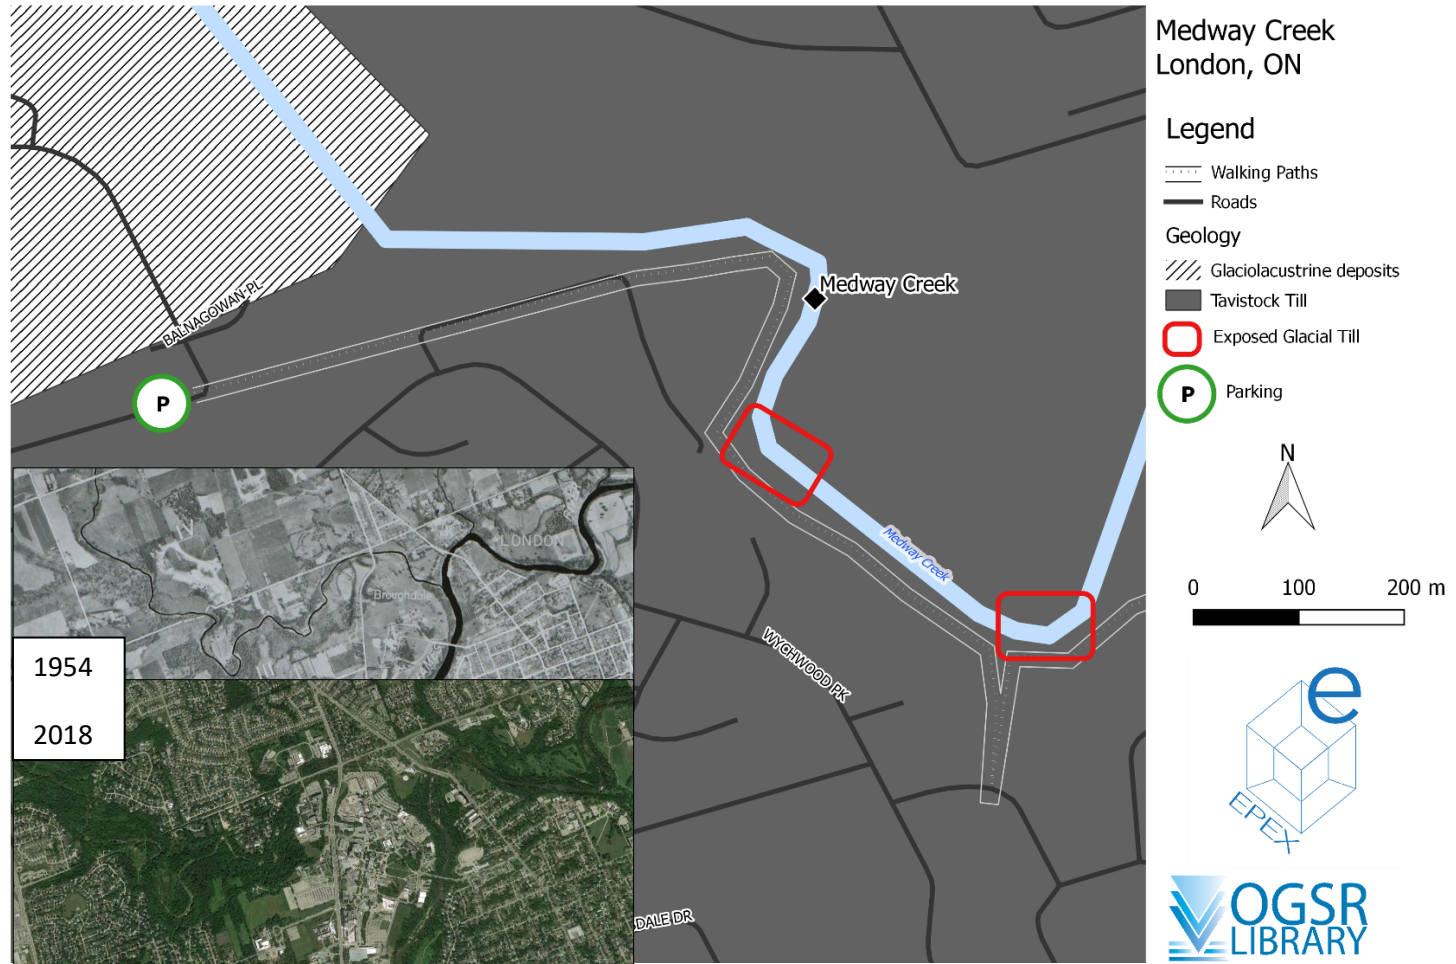 Medway Creek
London, ON
Legend
Walking Paths
Roads
Geology
Glaciolacustrine deposits
Tavistock Till
Exposed Glacial Till
P
Parking
N
0 100 200 m
e
EPEX
OGSR
LIBRARY
Medway Creek
BALNAGOWAN PL
P
Medway Creek
WYCHWOOD PK
DALE DR
LONDON
Broughdale
1954
2018